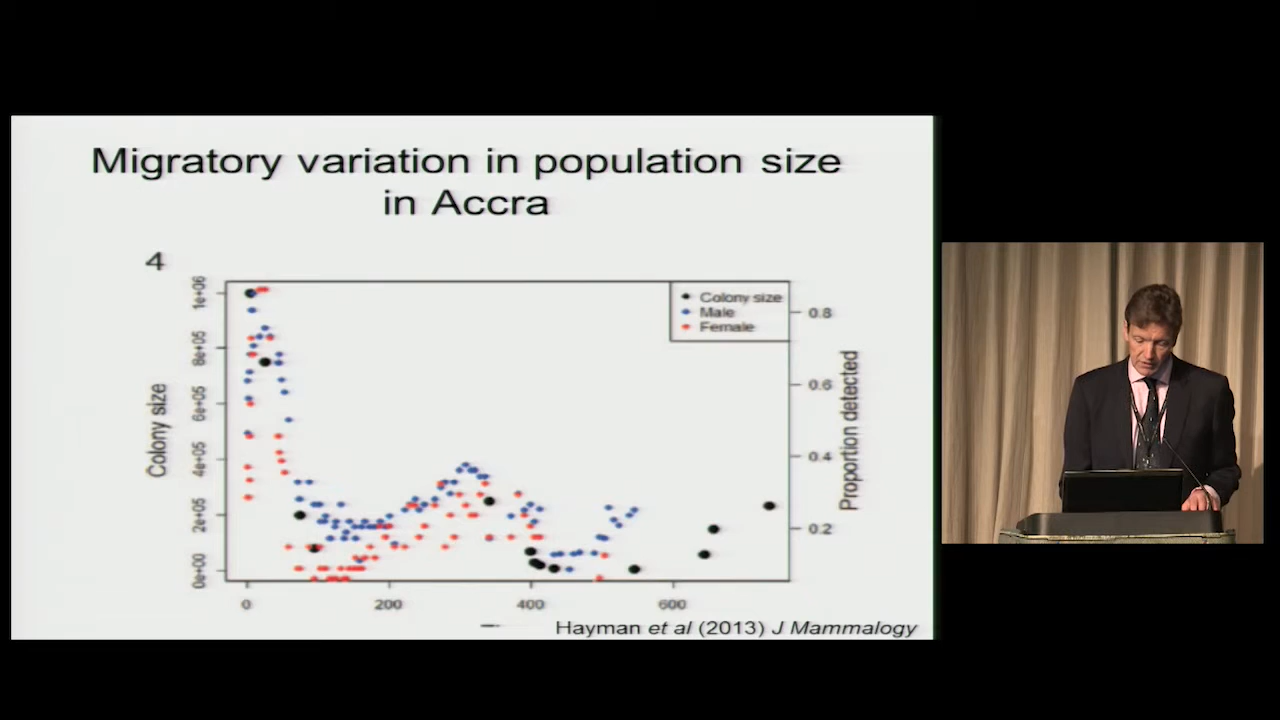 Migratory variation in population size
in Accra
4
Colony size
Male
Female
1e+06
8e+05
6e+05
4e+05
2e+05
0e+00
Colony size
0.8
0.6
0.4
0.2
Proportion detected
0
200
400
600
Hayman et al (2013) J Mammalogy